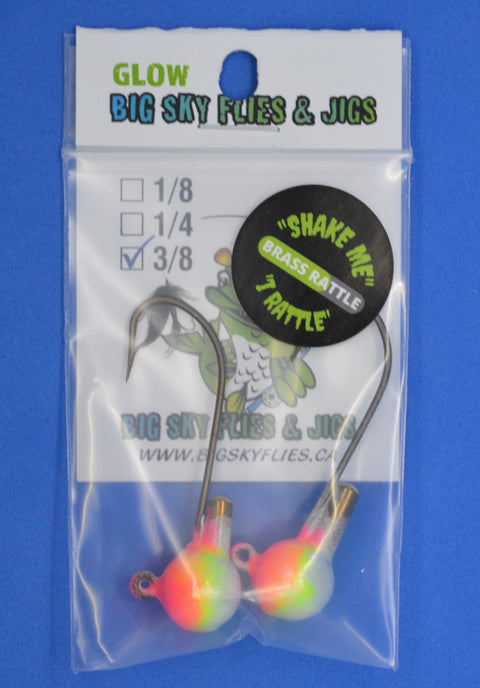 GLOW
BIG SKY FLIES & JIGS
1/8
1/4
3/8
"SHAKE ME"
BRASS RATTLE
"I RATTLE"
BIG SKY FLIES & JIGS
WWW.BIGSKYFLIES.CA